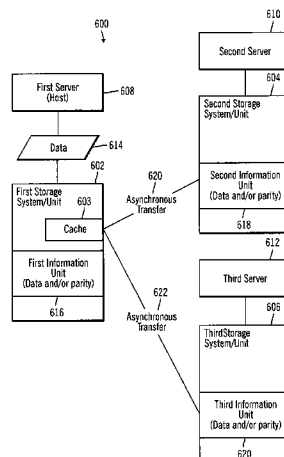 600
First Server
(Host)
608
Data
614
602
First Storage
System/Unit
603
Cache
First Information
Unit
(Data and/or parity)
616
620
Asynchronous
Transfer
622
Asynchronous
Transfer
610
Second Server
604
Second Storage
System/Unit
Second Information
Unit
(Data and/or parity)
618
612
Third Server
606
ThirdStorage
System/Unit
Third Information
Unit
(Data and/or parity)
620